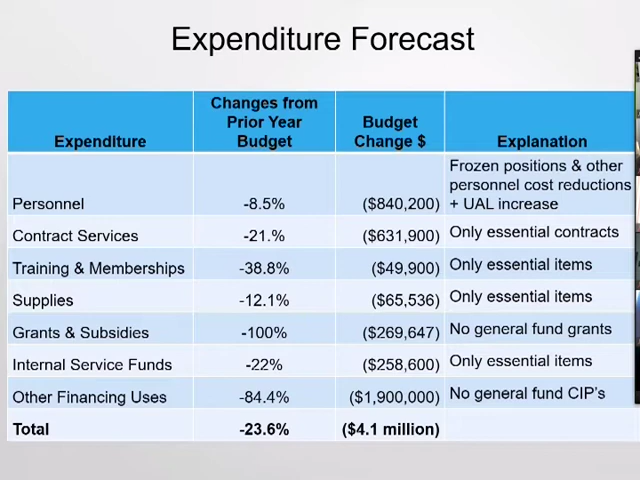 Expenditure Forecast
Expenditure
Changes from
Prior Year
Budget
Budget
Change $
Explanation
Personnel
-8.5%
($840,200)
Frozen positions & other
personnel cost reductions
+ UAL increase
Contract Services
-21.%
($631,900)
Only essential contracts
Training & Memberships
-38.8%
($49,900)
Only essential items
Supplies
-12.1%
($65,536)
Only essential items
Grants & Subsidies
-100%
($269,647)
No general fund grants
Internal Service Funds
-22%
($258,600)
Only essential items
Other Financing Uses
-84.4%
($1,900,000)
No general fund CIP's
Total
-23.6%
($4.1 million)